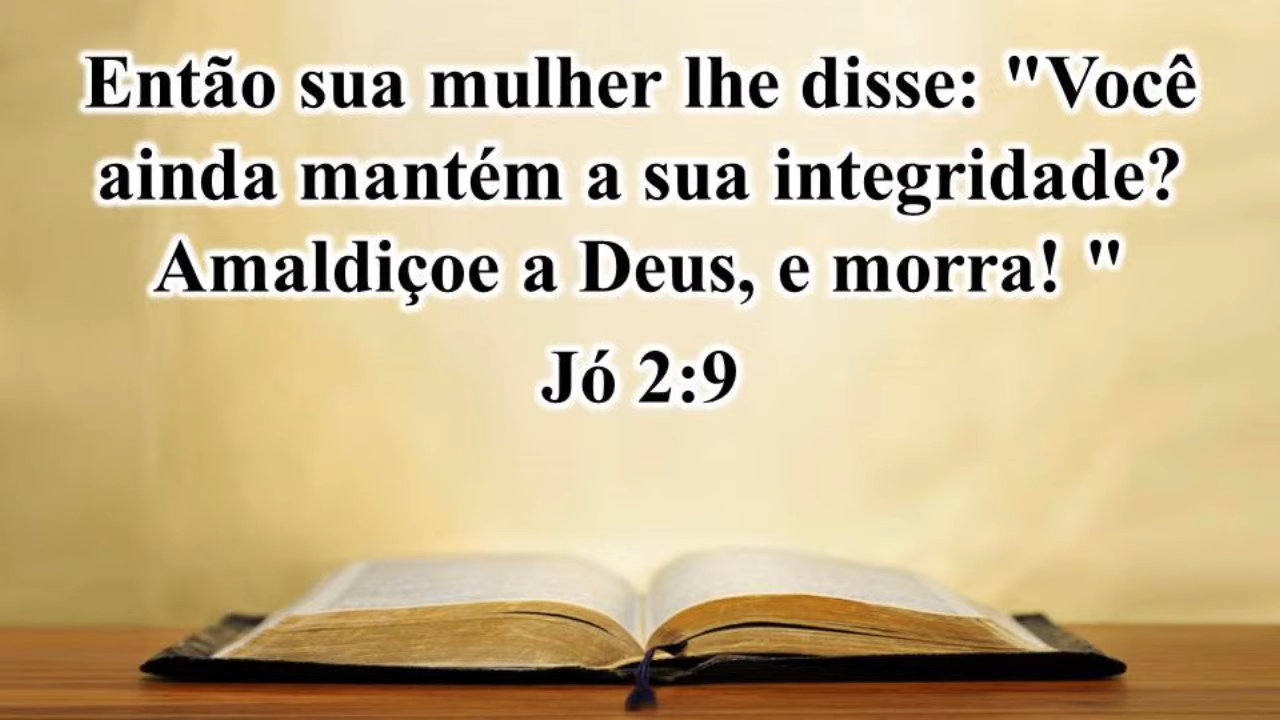 Então sua mulher lhe disse: "Você
ainda mantém a sua integridade?
Amaldiçoe a Deus, e morra! "
Jó 2:9